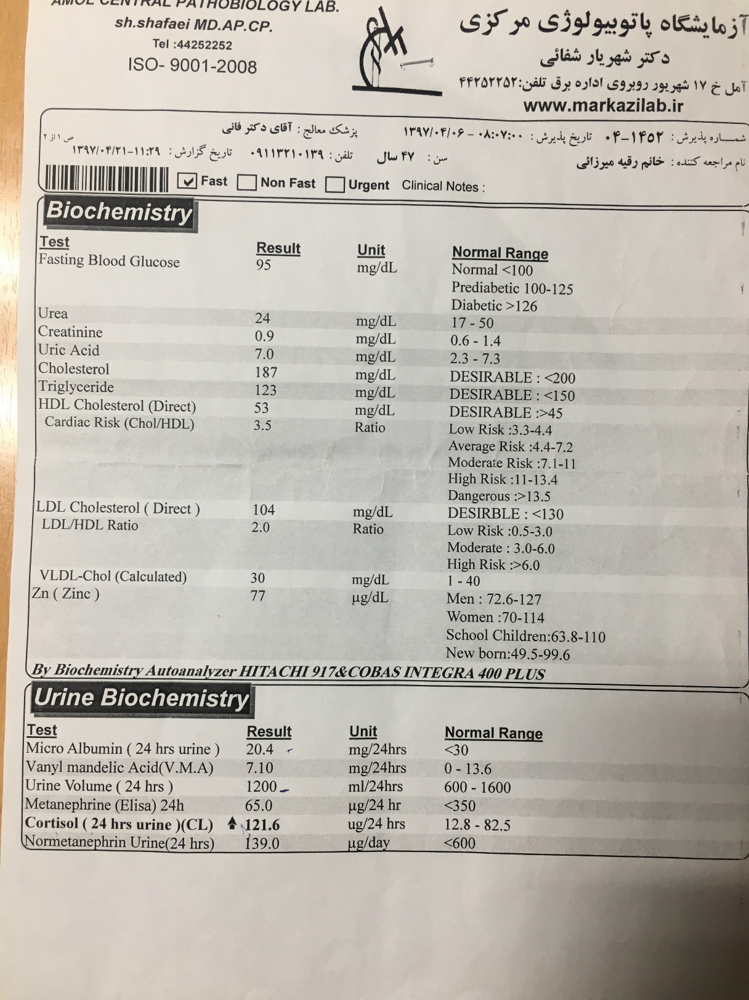 AMOL CENTRAL PATHOBIOLOGY LAB.
sh.shafaei MD.AP.CP.
Tel :44252252
ISO- 9001-2008
آزمایشگاه پاتوبیولوژی مرکزی
دکتر شهریار شفائی
آمل خ ۱۷ شهریور روبروی اداره برق تلفن:۴۴۲۵۲۲۵۲
www.markazilab.ir
شمـــاره پذیرش: ۰۴-۱۴۵۲ تاریخ پذیرش: ۱۳۹۷/۰۴/۰۶ - ۰۸:۰۷:۰۰ پزشک معالج: آقای دکتر فانی ص ۱ از ۲
نام مراجعه کننده: خانم رقیه میرزائی سن: ۴۷ سال تلفن: ۰۹۱۱۳۲۱۰۱۳۹ تاریخ گزارش: ۱۳۹۷/۰۴/۲۱-۱۱:۲۹
Fast Non Fast Urgent Clinical Notes :
Biochemistry
Test Result Unit Normal Range
Fasting Blood Glucose 95 mg/dL Normal <100
Prediabetic 100-125
Diabetic >126
Urea 24 mg/dL 17 - 50
Creatinine 0.9 mg/dL 0.6 - 1.4
Uric Acid 7.0 mg/dL 2.3 - 7.3
Cholesterol 187 mg/dL DESIRABLE : <200
Triglyceride 123 mg/dL DESIRABLE : <150
HDL Cholesterol (Direct) 53 mg/dL DESIRABLE :>45
Cardiac Risk (Chol/HDL) 3.5 Ratio Low Risk :3.3-4.4
Average Risk :4.4-7.2
Moderate Risk :7.1-11
High Risk :11-13.4
Dangerous :>13.5
LDL Cholesterol ( Direct ) 104 mg/dL DESIRBLE : <130
LDL/HDL Ratio 2.0 Ratio Low Risk :0.5-3.0
Moderate : 3.0-6.0
High Risk :>6.0
VLDL-Chol (Calculated) 30 mg/dL 1 - 40
Zn ( Zinc ) 77 µg/dL Men : 72.6-127
Women :70-114
School Children:63.8-110
New born:49.5-99.6
By Biochemistry Autoanalyzer HITACHI 917&COBAS INTEGRA 400 PLUS
Urine Biochemistry
Test Result Unit Normal Range
Micro Albumin ( 24 hrs urine ) 20.4 mg/24hrs <30
Vanyl mandelic Acid(V.M.A) 7.10 mg/24hrs 0 - 13.6
Urine Volume ( 24 hrs ) 1200 ml/24hrs 600 - 1600
Metanephrine (Elisa) 24h 65.0 µg/24 hr <350
Cortisol ( 24 hrs urine )(CL) 121.6 ug/24 hrs 12.8 - 82.5
Normetanephrin Urine(24 hrs) 139.0 µg/day <600